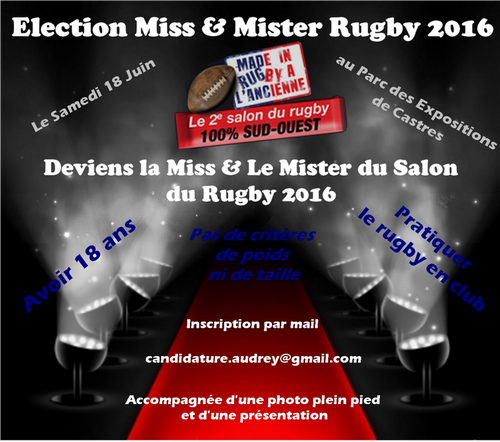 Election Miss & Mister Rugby 2016
Le Samedi 18 Juin
MADE IN
RUGBY A
L'ANCIENNE
Le 2e salon du rugby
100% SUD-OUEST
au Parc des Expositions
de Castres
Deviens la Miss & Le Mister du Salon
du Rugby 2016
Avoir 18 ans
Pas de critères
de poids
ni de taille
Pratiquer
le rugby en club
Inscription par mail
candidature.audrey@gmail.com
Accompagnée d'une photo plein pied
et d'une présentation